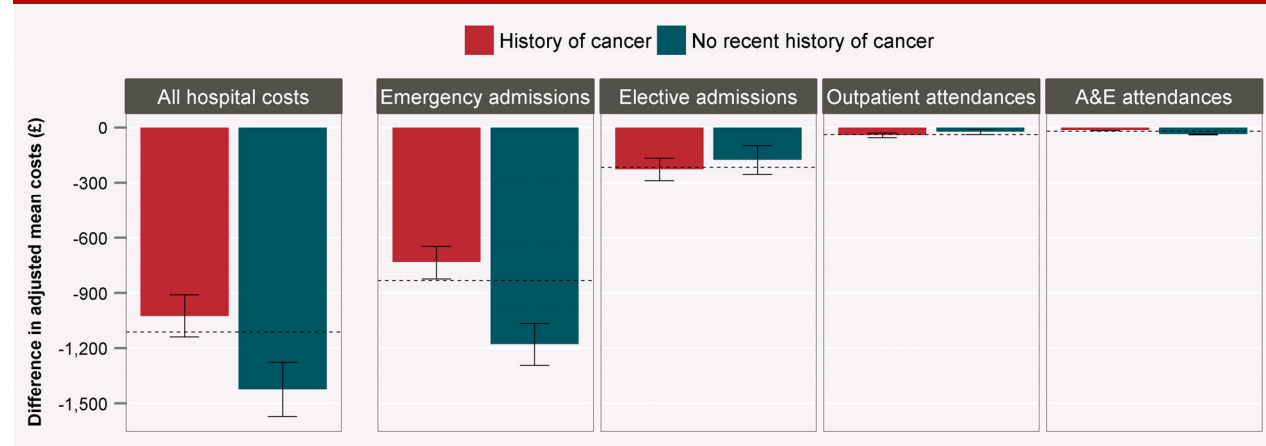 History of cancer No recent history of cancer
All hospital costs Emergency admissions Elective admissions Outpatient attendances A&E attendances
Difference in adjusted mean costs (£)
0
-300
-600
-900
-1,200
-1,500